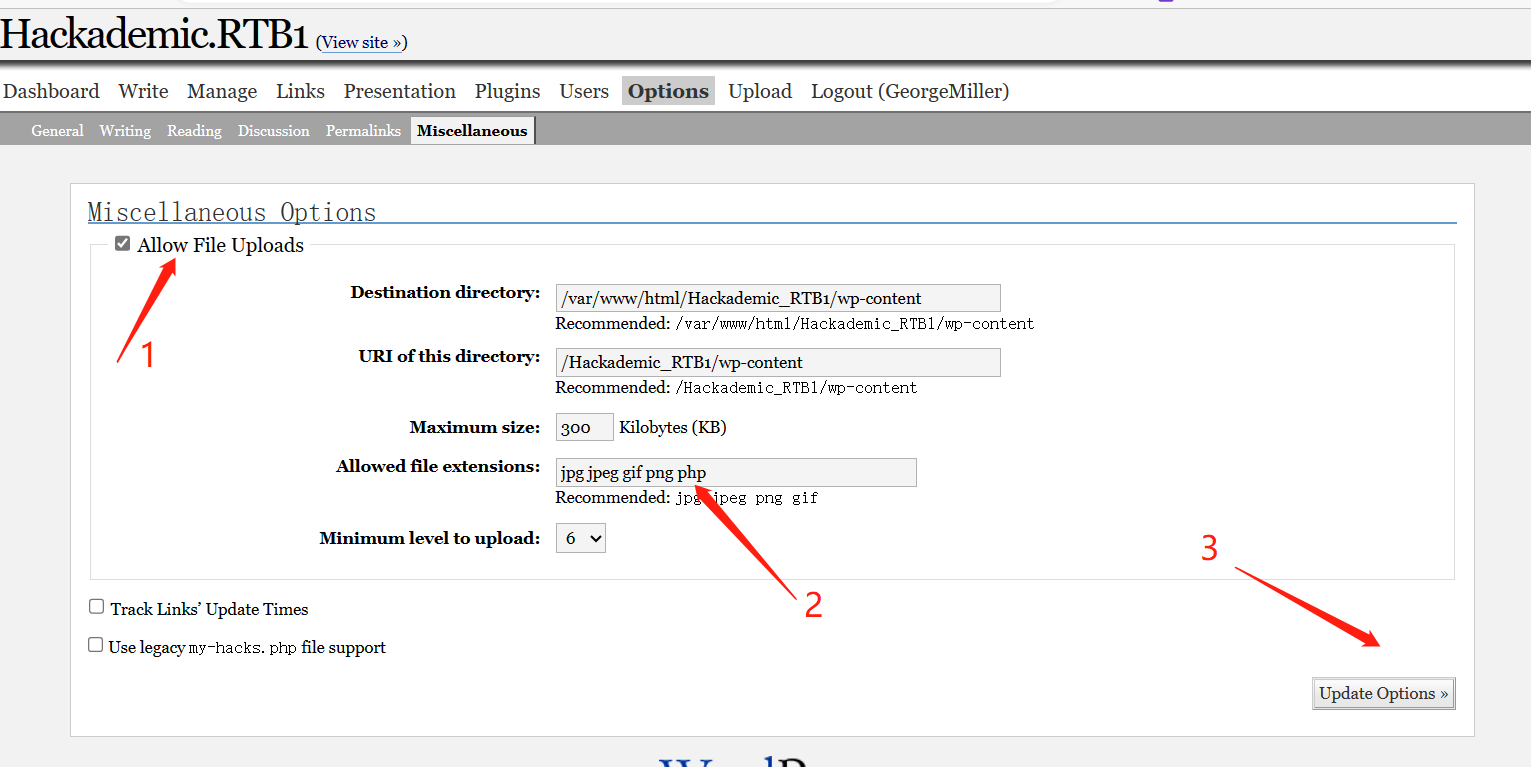 Hackademic.RTB1 (View site »)
Dashboard Write Manage Links Presentation Plugins Users Options Upload Logout (GeorgeMiller)
General Writing Reading Discussion Permalinks Miscellaneous
Miscellaneous Options
Allow File Uploads
1
Destination directory: /var/www/html/Hackademic_RTB1/wp-content
Recommended: /var/www/html/Hackademic_RTB1/wp-content
URI of this directory: /Hackademic_RTB1/wp-content
Recommended: /Hackademic_RTB1/wp-content
Maximum size: 300 Kilobytes (KB)
Allowed file extensions: jpg jpeg gif png php
Recommended: jpg jpeg png gif
Minimum level to upload: 6
2
3
Track Links’ Update Times
Use legacy my-hacks.php file support
Update Options »